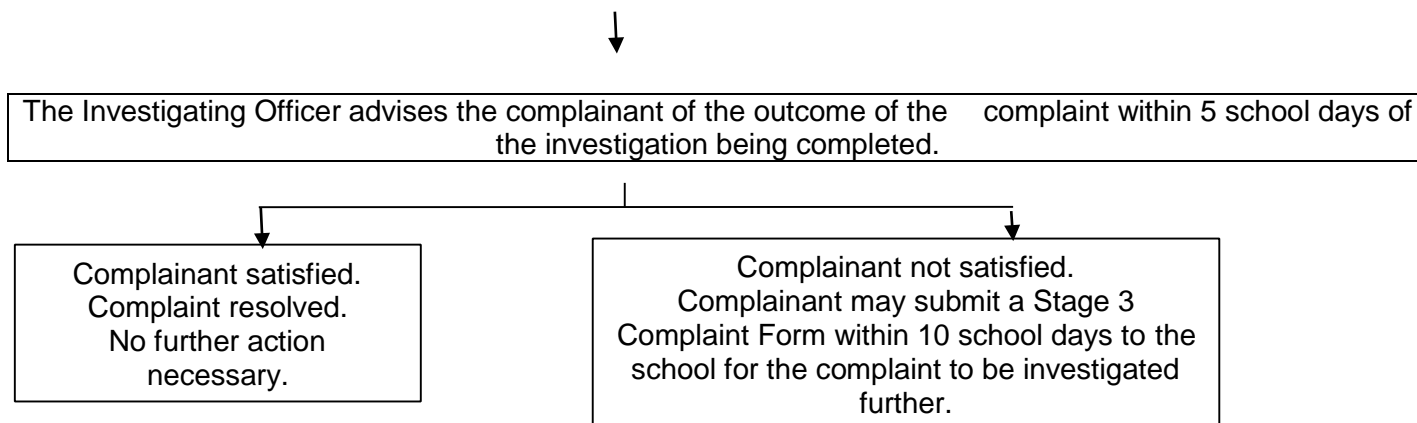 The Investigating Officer advises the complainant of the outcome of the complaint within 5 school days of
the investigation being completed.
Complainant satisfied.
Complaint resolved.
No further action
necessary.
Complainant not satisfied.
Complainant may submit a Stage 3
Complaint Form within 10 school days to the
school for the complaint to be investigated
further.